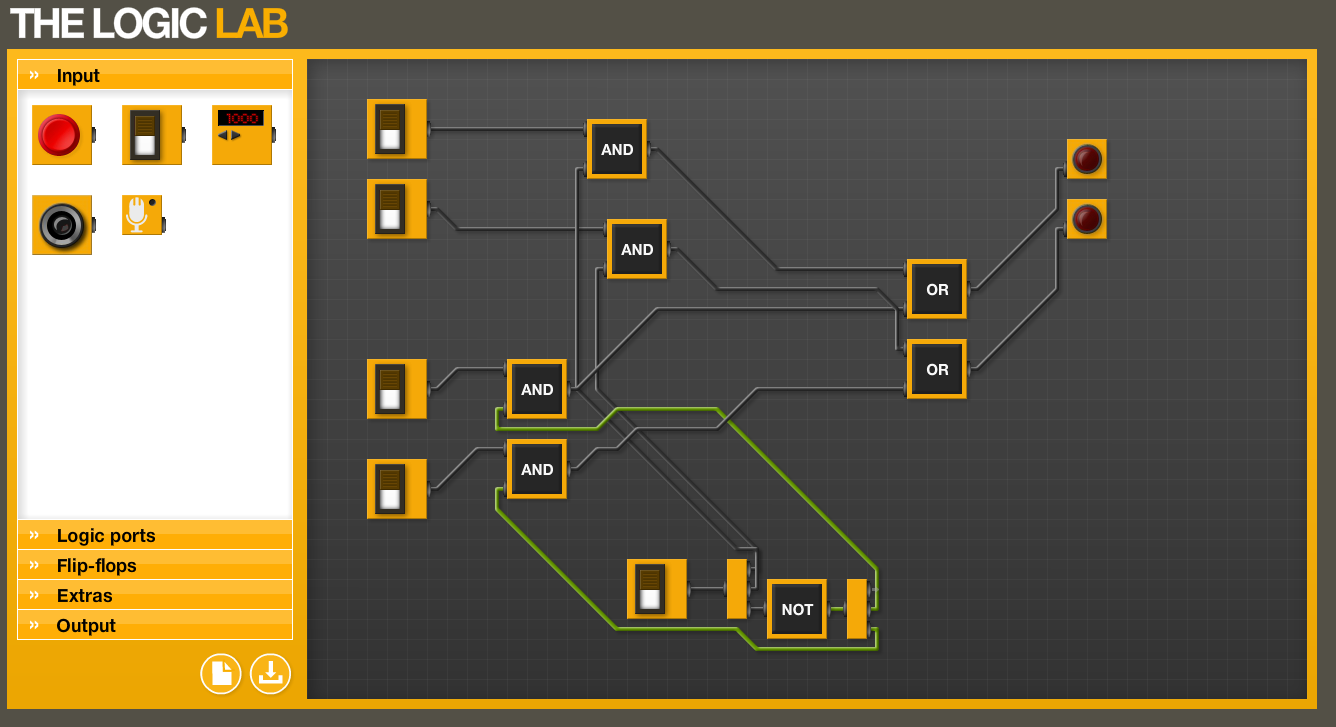 THE LOGIC LAB
Input
1000
Logic ports
Flip-flops
Extras
Output
AND
AND
OR
OR
AND
AND
NOT